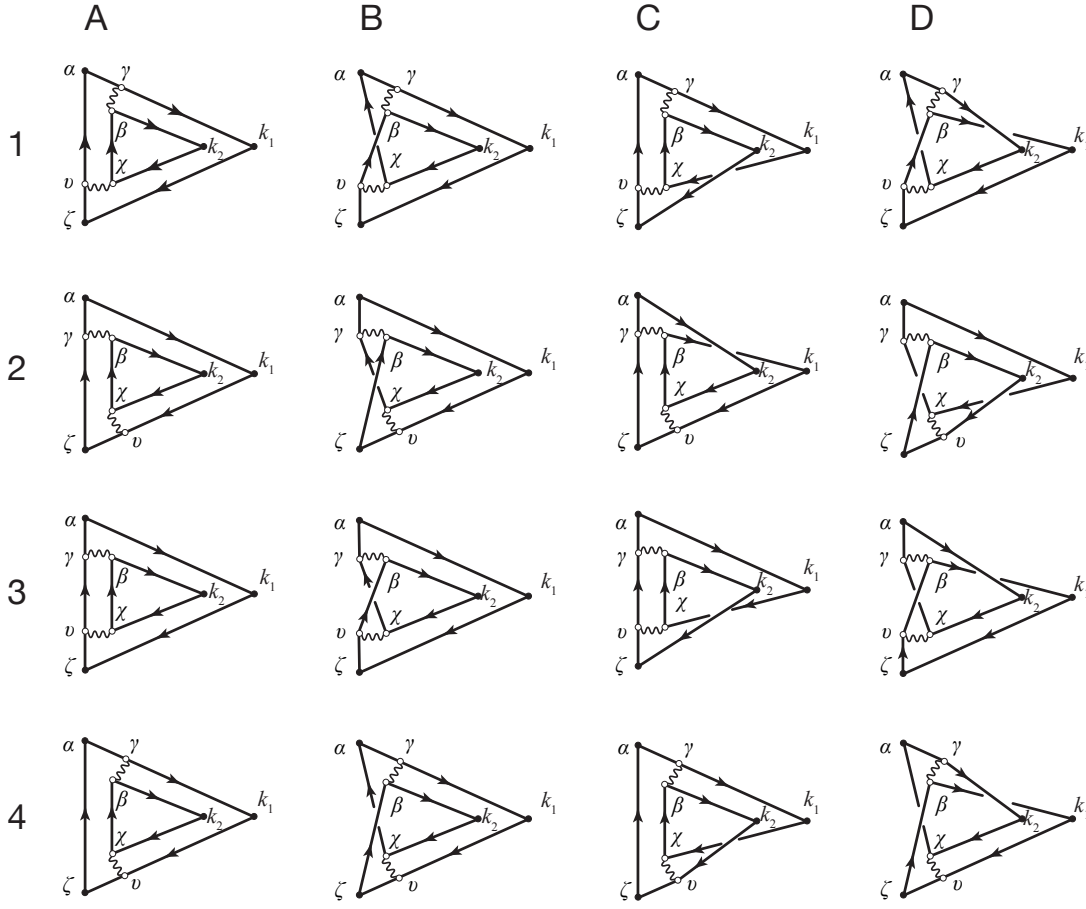 A B C D
α γ α γ α γ α γ
k₁ k₁ k₁ k
1 β β β β
k₂ k₂ k₂ k₂
χ χ χ χ
υ υ υ υ
ζ ζ ζ ζ
α α α α
γ γ γ γ
β k₁ β k₁ β k₁ β k
2 k₂ k₂ k₂ k₂
χ χ χ χ
ζ υ ζ υ ζ υ ζ υ
α α α α
γ γ γ γ
β k₁ β k₁ β k₁ β k
3 k₂ k₂ k₂ k₂
χ χ χ χ
υ υ υ υ
ζ ζ ζ ζ
α γ α γ α γ α γ
β k₁ β k₁ β k₁ β k
4 k₂ k₂ k₂ k₂
χ χ χ χ
ζ υ ζ υ ζ υ ζ υ